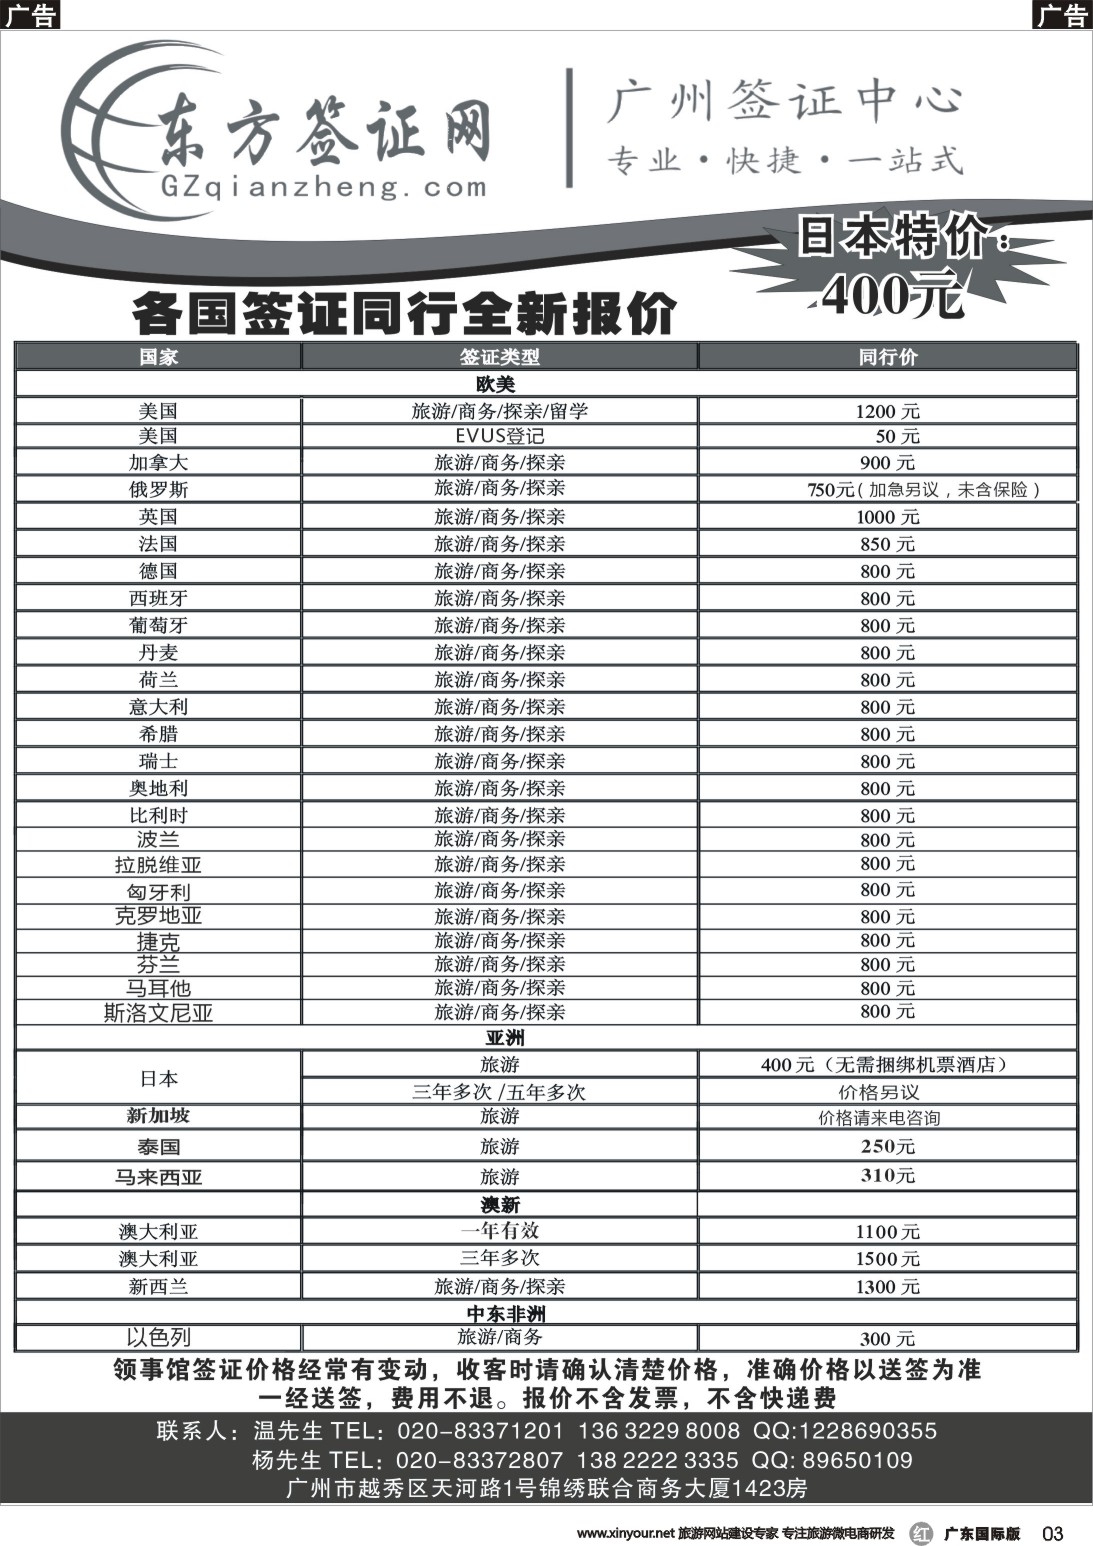 广告 广告
东方签证网
GZqianzheng.com
广州签证中心
专业·快捷·一站式
日本特价：
400元
各国签证同行全新报价
国家 签证类型 同行价
欧美
美国 旅游/商务/探亲/留学 1200 元
美国 EVUS登记 50 元
加拿大 旅游/商务/探亲 900 元
俄罗斯 旅游/商务/探亲 750元(加急另议，未含保险)
英国 旅游/商务/探亲 1000 元
法国 旅游/商务/探亲 850 元
德国 旅游/商务/探亲 800 元
西班牙 旅游/商务/探亲 800 元
葡萄牙 旅游/商务/探亲 800 元
丹麦 旅游/商务/探亲 800 元
荷兰 旅游/商务/探亲 800 元
意大利 旅游/商务/探亲 800 元
希腊 旅游/商务/探亲 800 元
瑞士 旅游/商务/探亲 800 元
奥地利 旅游/商务/探亲 800 元
比利时 旅游/商务/探亲 800 元
波兰 旅游/商务/探亲 800 元
拉脱维亚 旅游/商务/探亲 800 元
匈牙利 旅游/商务/探亲 800 元
克罗地亚 旅游/商务/探亲 800 元
捷克 旅游/商务/探亲 800 元
芬兰 旅游/商务/探亲 800 元
马耳他 旅游/商务/探亲 800 元
斯洛文尼亚 旅游/商务/探亲 800 元
亚洲
日本 旅游 400 元（无需捆绑机票酒店）
三年多次 /五年多次 价格另议
新加坡 旅游 价格请来电咨询
泰国 旅游 250元
马来西亚 旅游 310元
澳新
澳大利亚 一年有效 1100 元
澳大利亚 三年多次 1500 元
新西兰 旅游/商务/探亲 1300 元
中东非洲
以色列 旅游/商务 300 元
领事馆签证价格经常有变动，收客时请确认清楚价格，准确价格以送签为准
一经送签，费用不退。报价不含发票，不含快递费
联系人：温先生 TEL：020-83371201 136 3229 8008 QQ:1228690355
杨先生 TEL：020-83372807 138 2222 3335 QQ: 89650109
广州市越秀区天河路1号锦绣联合商务大厦1423房
www.xinyour.net 旅游网站建设专家 专注旅游微电商研发 红 广东国际版 03